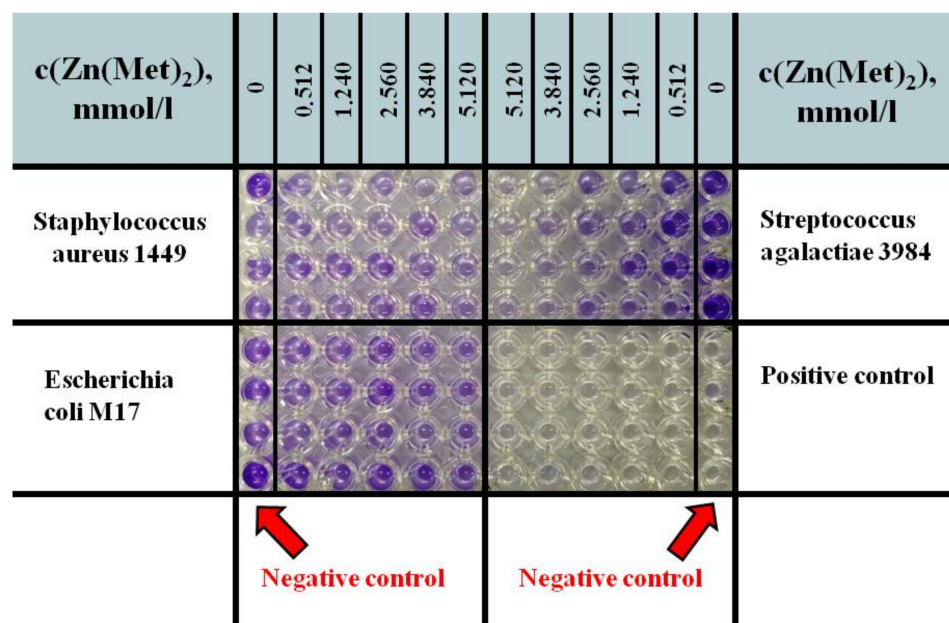 c(Zn(Met)₂),
mmol/l
0
0.512
1.240
2.560
3.840
5.120
5.120
3.840
2.560
1.240
0.512
0
c(Zn(Met)₂),
mmol/l
Staphylococcus
aureus 1449
Streptococcus
agalactiae 3984
Escherichia
coli M17
Positive control
Negative control
Negative control